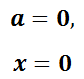 a = 0,
x = 0